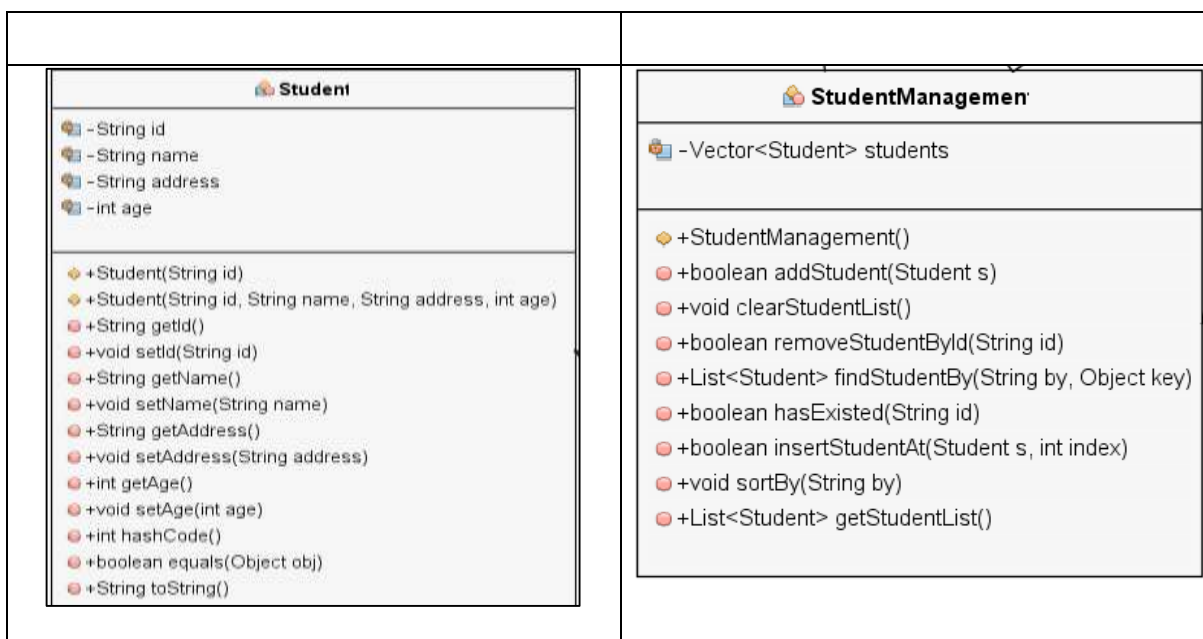 Student
-String id
-String name
-String address
-int age
+Student(String id)
+Student(String id, String name, String address, int age)
+String getId()
+void setId(String id)
+String getName()
+void setName(String name)
+String getAddress()
+void setAddress(String address)
+int getAge()
+void setAge(int age)
+int hashCode()
+boolean equals(Object obj)
+String toString()
StudentManagemen
-Vector<Student> students
+StudentManagement()
+boolean addStudent(Student s)
+void clearStudentList()
+boolean removeStudentById(String id)
+List<Student> findStudentBy(String by, Object key)
+boolean hasExisted(String id)
+boolean insertStudentAt(Student s, int index)
+void sortBy(String by)
+List<Student> getStudentList()